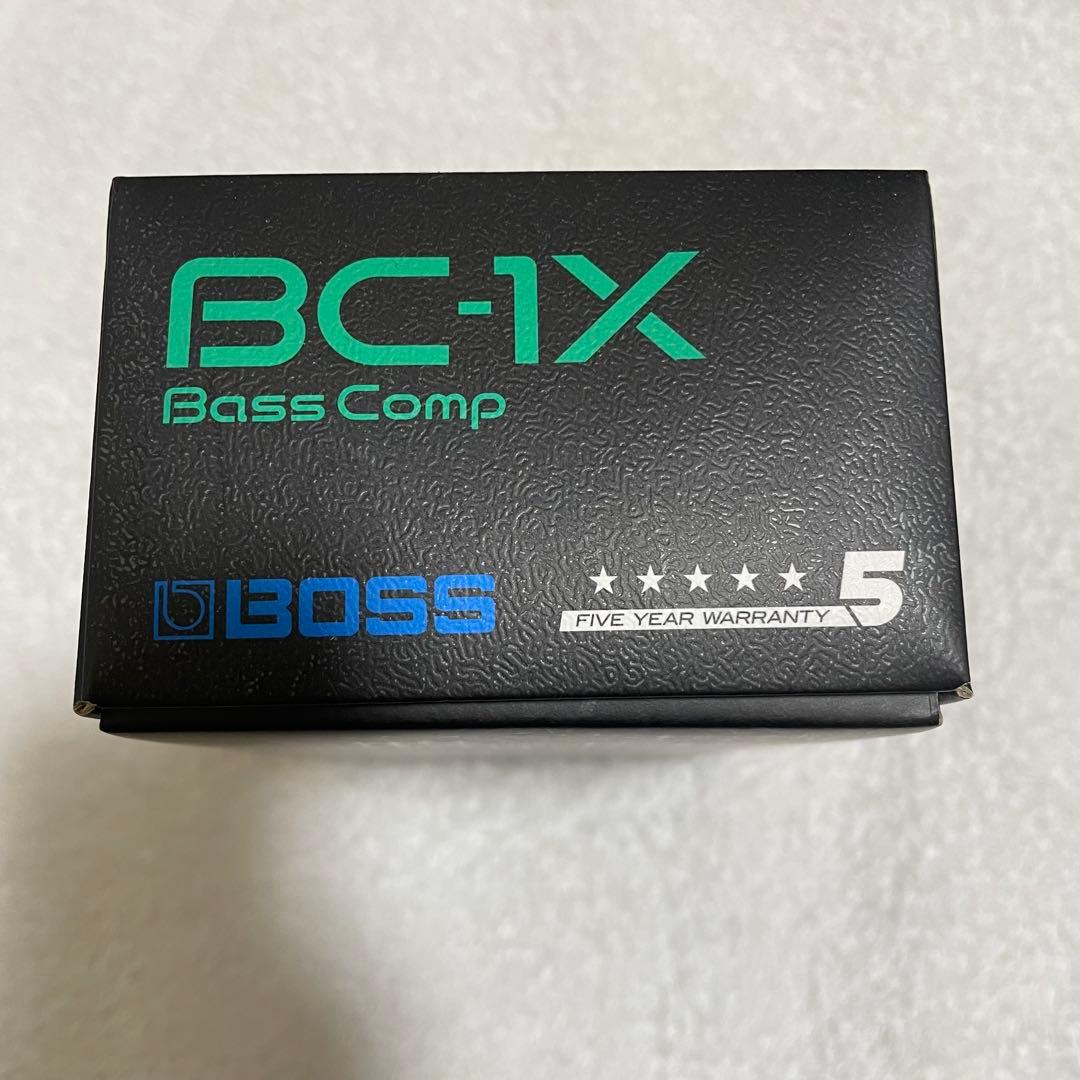 BC-1X
Bass Comp
BOSS
★★★★★ 5
FIVE YEAR WARRANTY